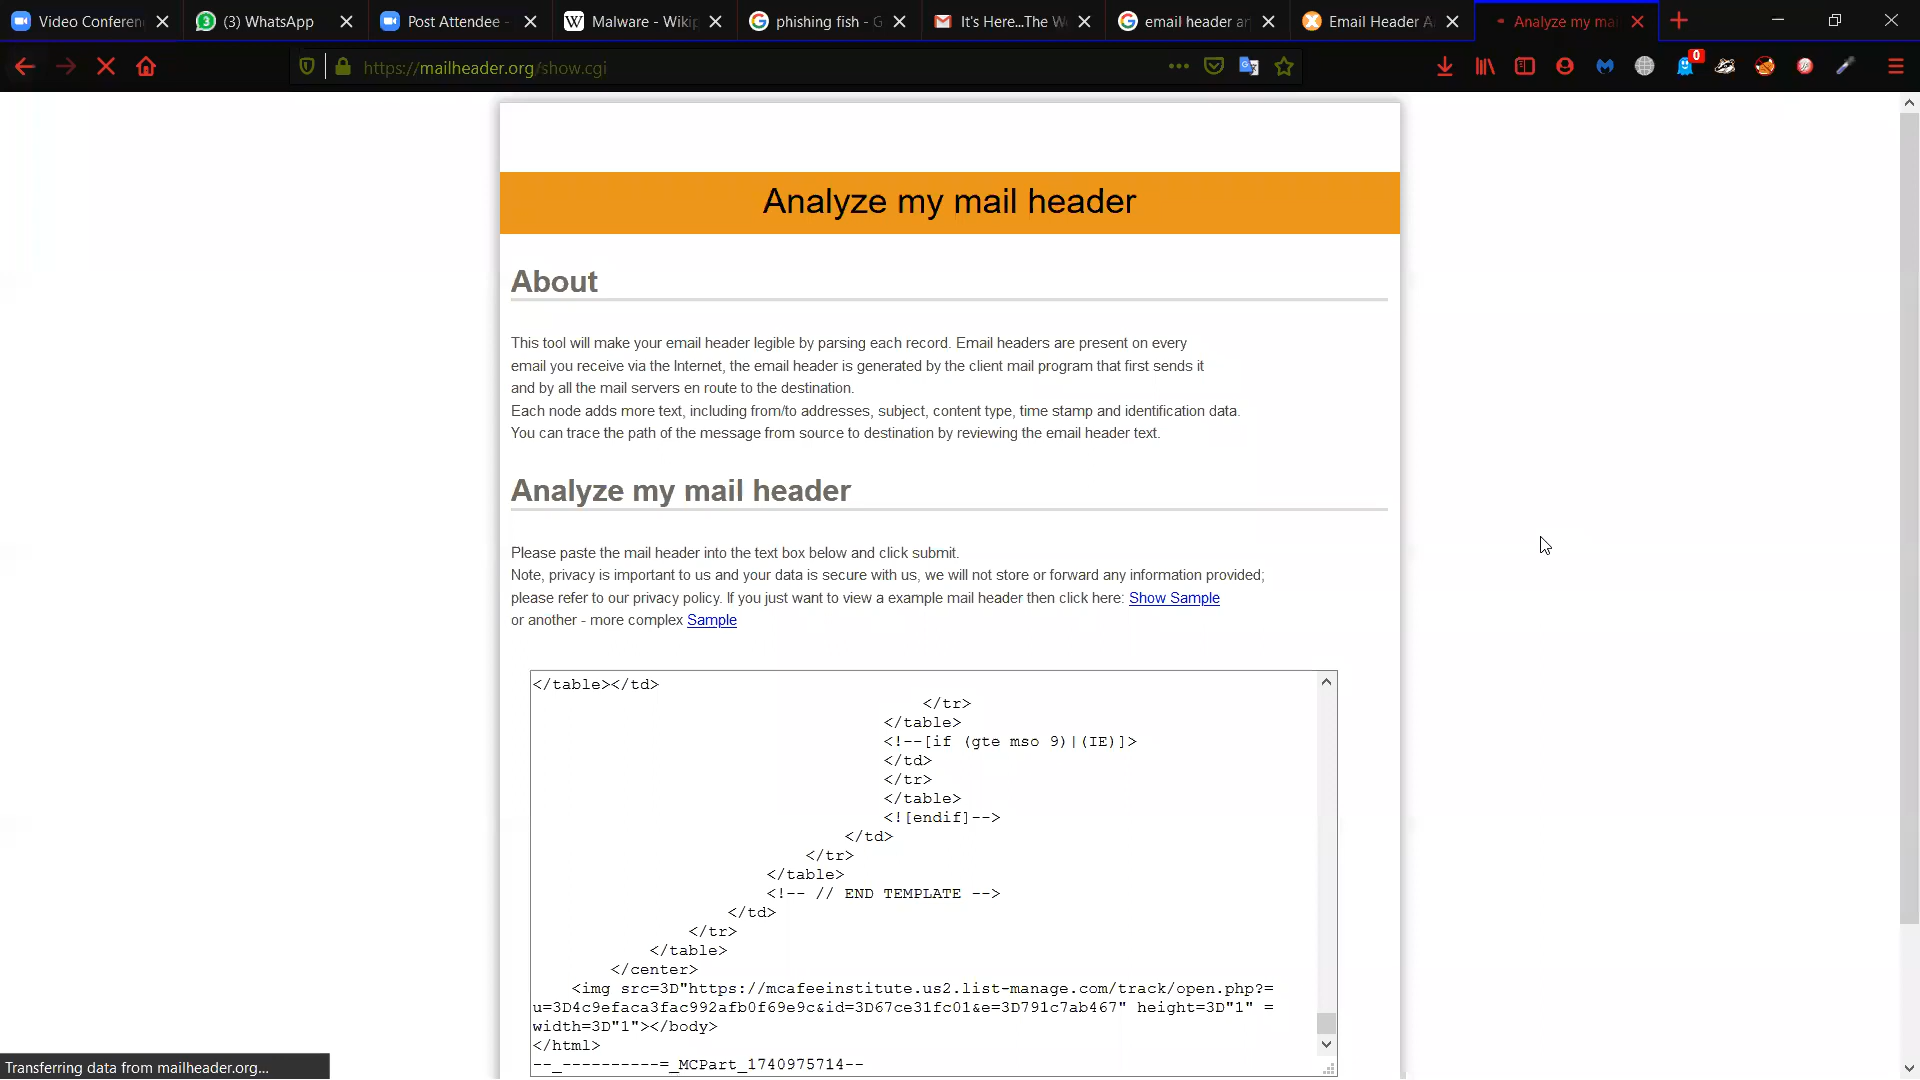 Video Conferen
(3) WhatsApp
Post Attendee -
Malware - Wikip
phishing fish - G
It's Here...The W
email header an
Email Header A
Analyze my mai
https://mailheader.org/show.cgi
0
Analyze my mail header
About
This tool will make your email header legible by parsing each record. Email headers are present on every
email you receive via the Internet, the email header is generated by the client mail program that first sends it
and by all the mail servers en route to the destination.
Each node adds more text, including from/to addresses, subject, content type, time stamp and identification data.
You can trace the path of the message from source to destination by reviewing the email header text.
Analyze my mail header
Please paste the mail header into the text box below and click submit.
Note, privacy is important to us and your data is secure with us, we will not store or forward any information provided;
please refer to our privacy policy. If you just want to view a example mail header then click here: Show Sample
or another - more complex Sample
</table></td>
</tr>
</table>
<!--[if (gte mso 9)|(IE)]>
</td>
</tr>
</table>
<![endif]-->
</td>
</tr>
</table>
<!-- // END TEMPLATE -->
</td>
</tr>
</table>
</center>
<img src=3D"https://mcafeeinstitute.us2.list-manage.com/track/open.php?=
u=3D4c9efaca3fac992afb0f69e9c&id=3D67ce31fc01&e=3D791c7ab467" height=3D"1" =
width=3D"1"></body>
</html>
--_----------=_MCPart_1740975714--
Transferring data from mailheader.org...